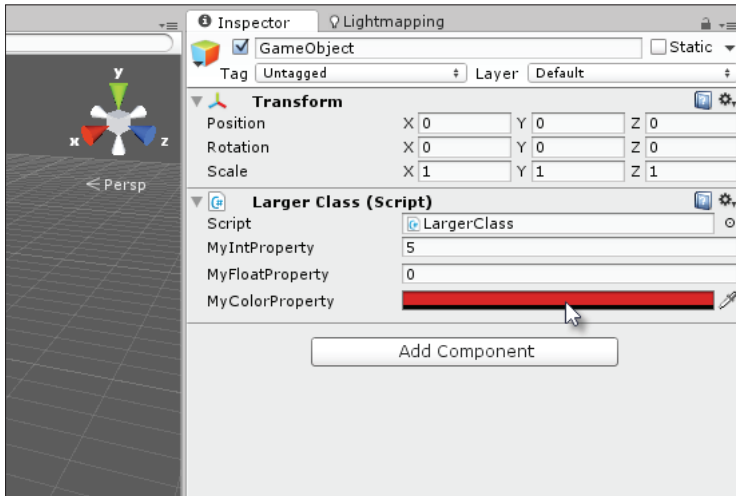 Inspector Lightmapping
GameObject Static
Tag Untagged Layer Default
Transform
Position X 0 Y 0 Z 0
Rotation X 0 Y 0 Z 0
Scale X 1 Y 1 Z 1
Larger Class (Script)
Script LargerClass
MyIntProperty 5
MyFloatProperty 0
MyColorProperty
Add Component
y
x z
Persp